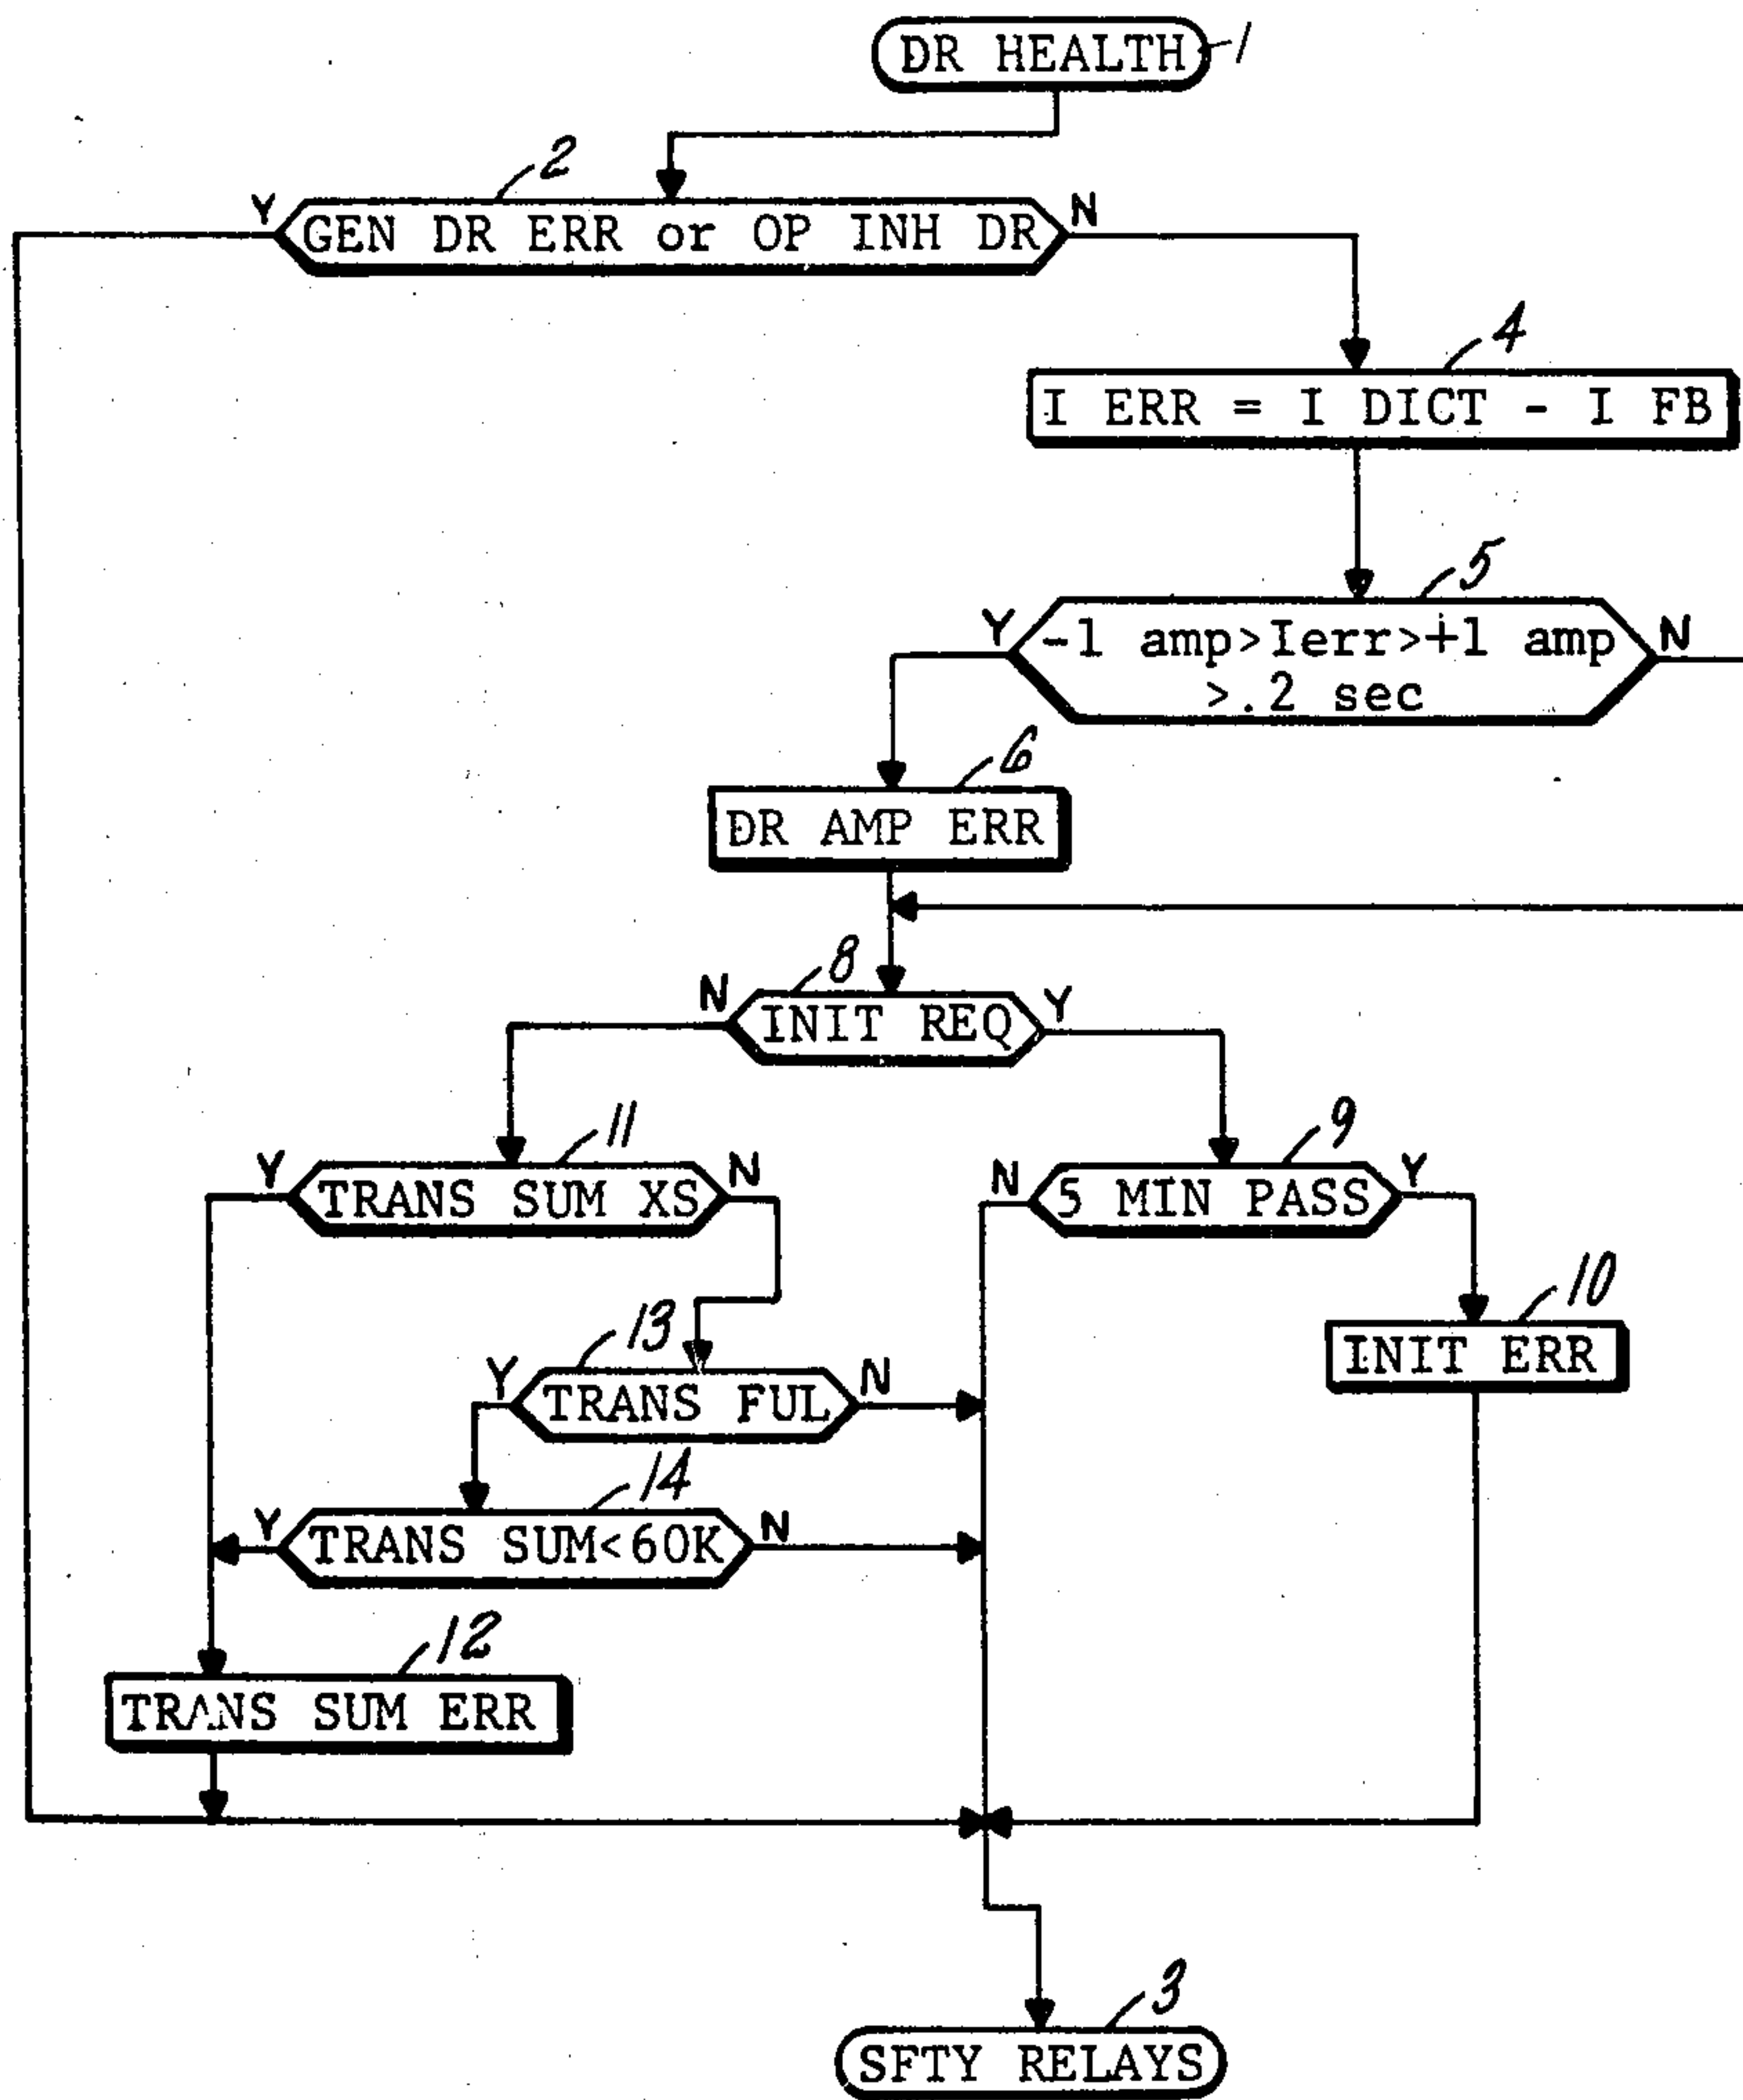 DR HEALTH 1
2
Y GEN DR ERR or OP INH DR N
4
I ERR = I DICT - I FB
5
Y -1 amp>Ierr>+1 amp N
>.2 sec
6
DR AMP ERR
8
N INIT REQ Y
11 9
Y TRANS SUM XS N N 5 MIN PASS Y
13 10
INIT ERR
Y TRANS FUL N
14
Y TRANS SUM<60K N
12
TRANS SUM ERR
3
SFTY RELAYS